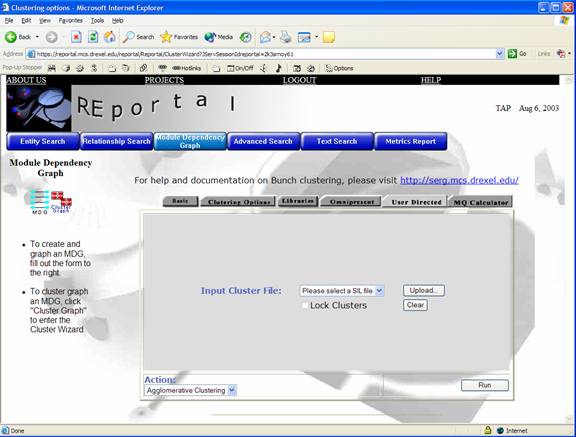 Clustering options - Microsoft Internet Explorer
File Edit View Favorites Tools Help
Back Search Favorites Media
Address https://reportal.mcs.drexel.edu/reportal/Reportal/ClusterWizard?JServSessionIdreportal=2k3srnoy61 Go Links
Pop-Up Stopper Hotlinks On/Off Options
ABOUT US PROJECTS LOGOUT HELP
REportal
TAP Aug 6, 2003
Entity Search Relationship Search Module Dependency Graph Advanced Search Text Search Metrics Report
Module Dependency
Graph
For help and documentation on Bunch clustering, please visit http://serg.mcs.drexel.edu/
MDG Cluster Graph
Basic Clutering Options Libraries Omnipresent User Directed MQ Calculator
To create and
graph an MDG,
fill out the form to
the right.
To cluster graph
an MDG, click
"Cluster Graph"
to enter the
Cluster Wizard
Input Cluster File: Please select a SIL file Upload...
Lock Clusters Clear
Action:
Agglomerative Clustering Run
Done Internet